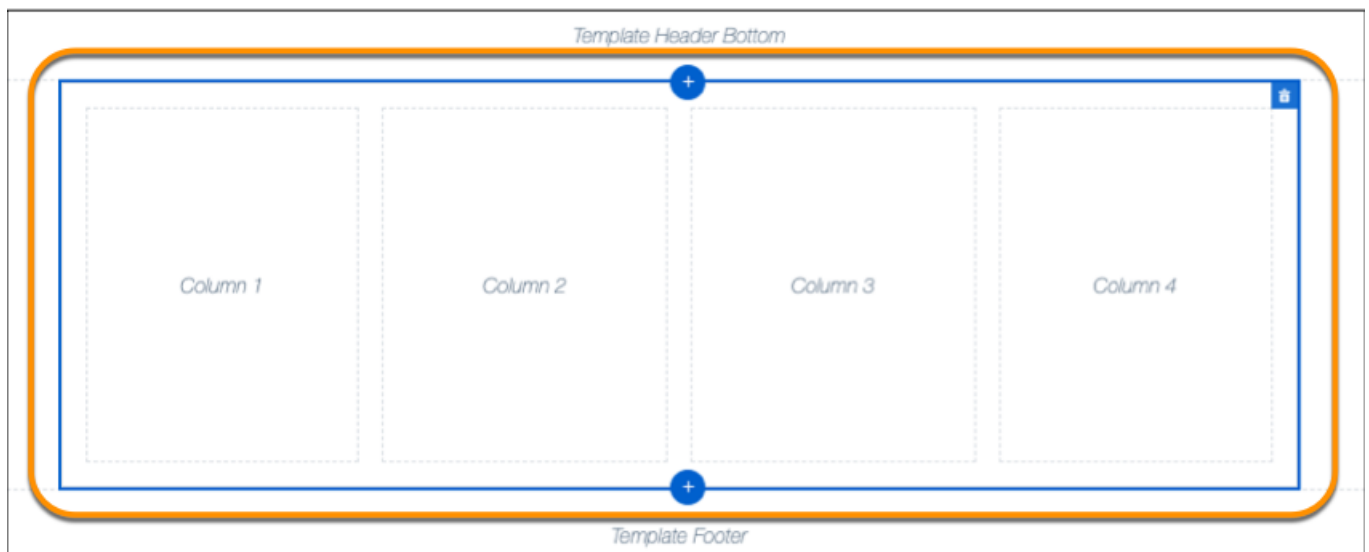 Template Header Bottom
Column 1
Column 2
Column 3
Column 4
Template Footer